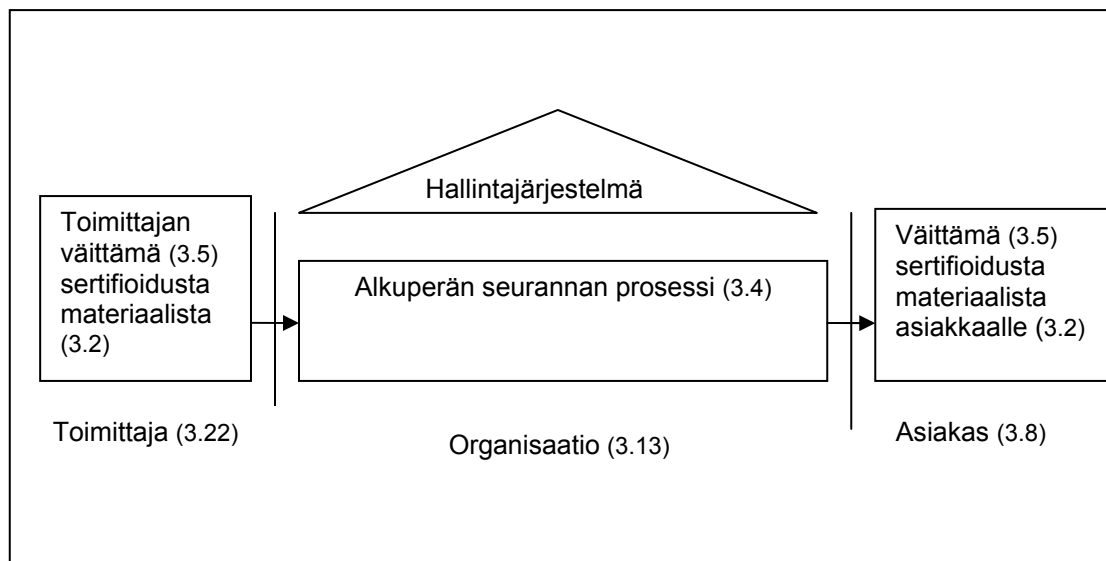 Hallintajärjestelmä
Toimittajan
väittämä (3.5)
sertifioidusta
materiaalista
(3.2)
Alkuperän seurannan prosessi (3.4)
Väittämä (3.5)
sertifioidusta
materiaalista
asiakkaalle (3.2)
Toimittaja (3.22)
Organisaatio (3.13)
Asiakas (3.8)